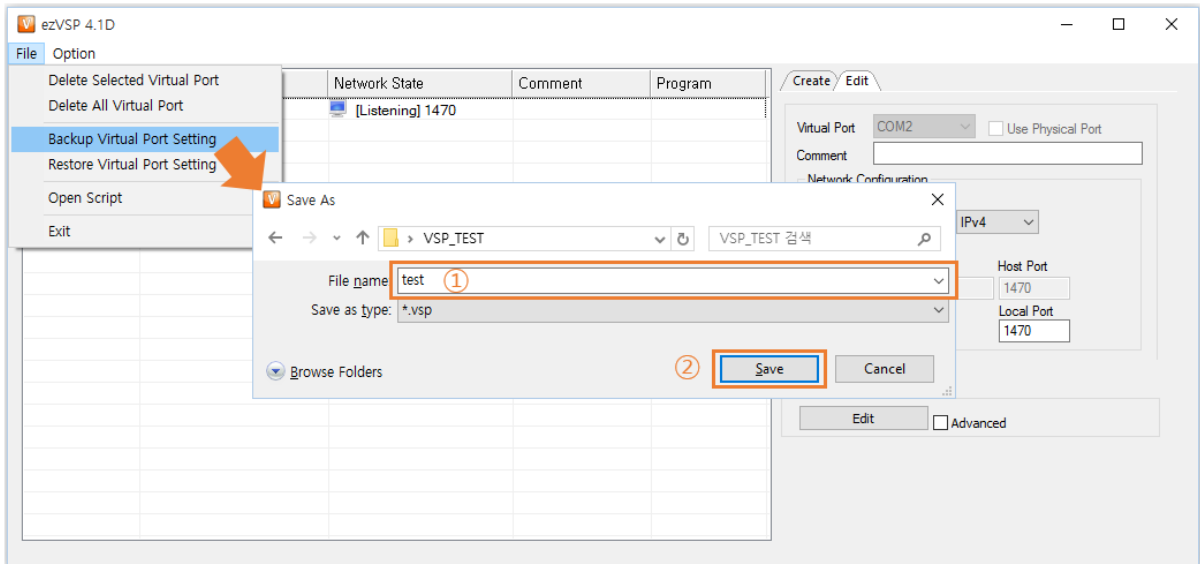 ezVSP 4.1D
File Option
Delete Selected Virtual Port
Delete All Virtual Port
Backup Virtual Port Setting
Restore Virtual Port Setting
Open Script
Exit
Network State Comment Program
[Listening] 1470
Create Edit
Virtual Port COM2 Use Physical Port
Comment
Network Configuration
IPv4
Host Port
1470
Local Port
1470
Edit Advanced
Save As
VSP_TEST VSP_TEST 검색
File name: test ①
Save as type: *.vsp
Browse Folders ② Save Cancel